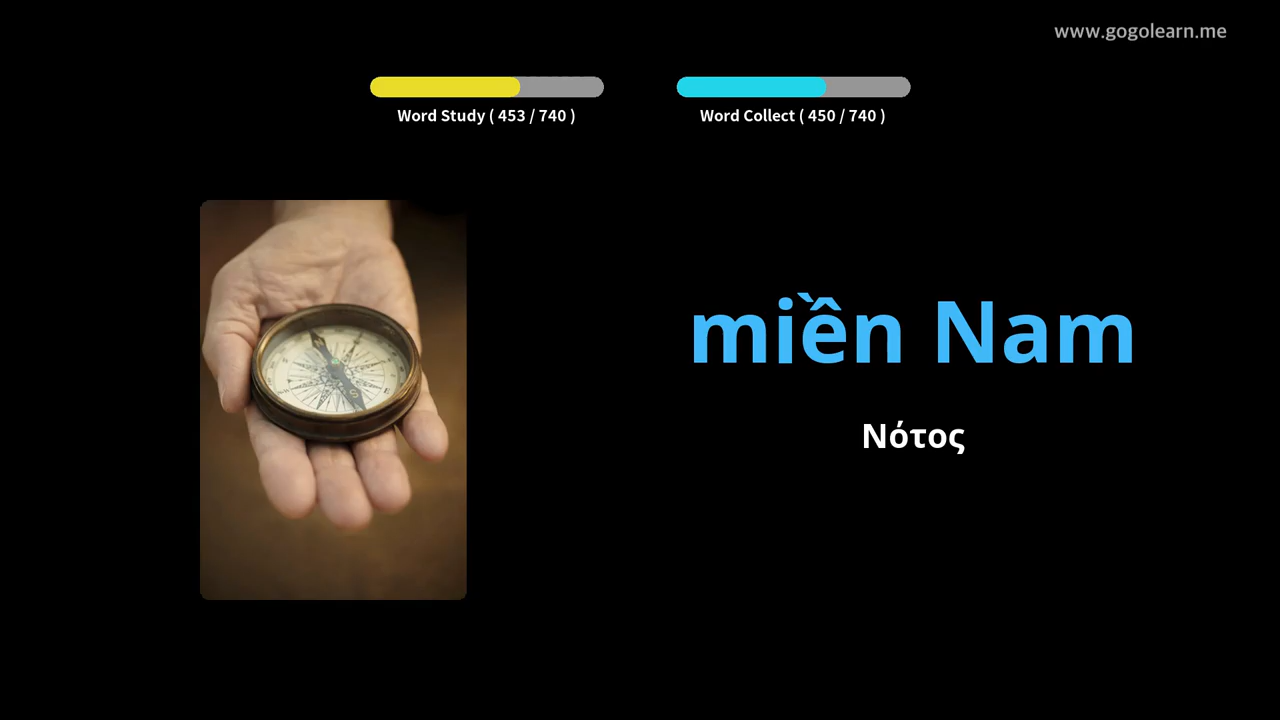 www.gogolearn.me
Word Study ( 453 / 740 )
Word Collect ( 450 / 740 )
miền Nam
Νότος